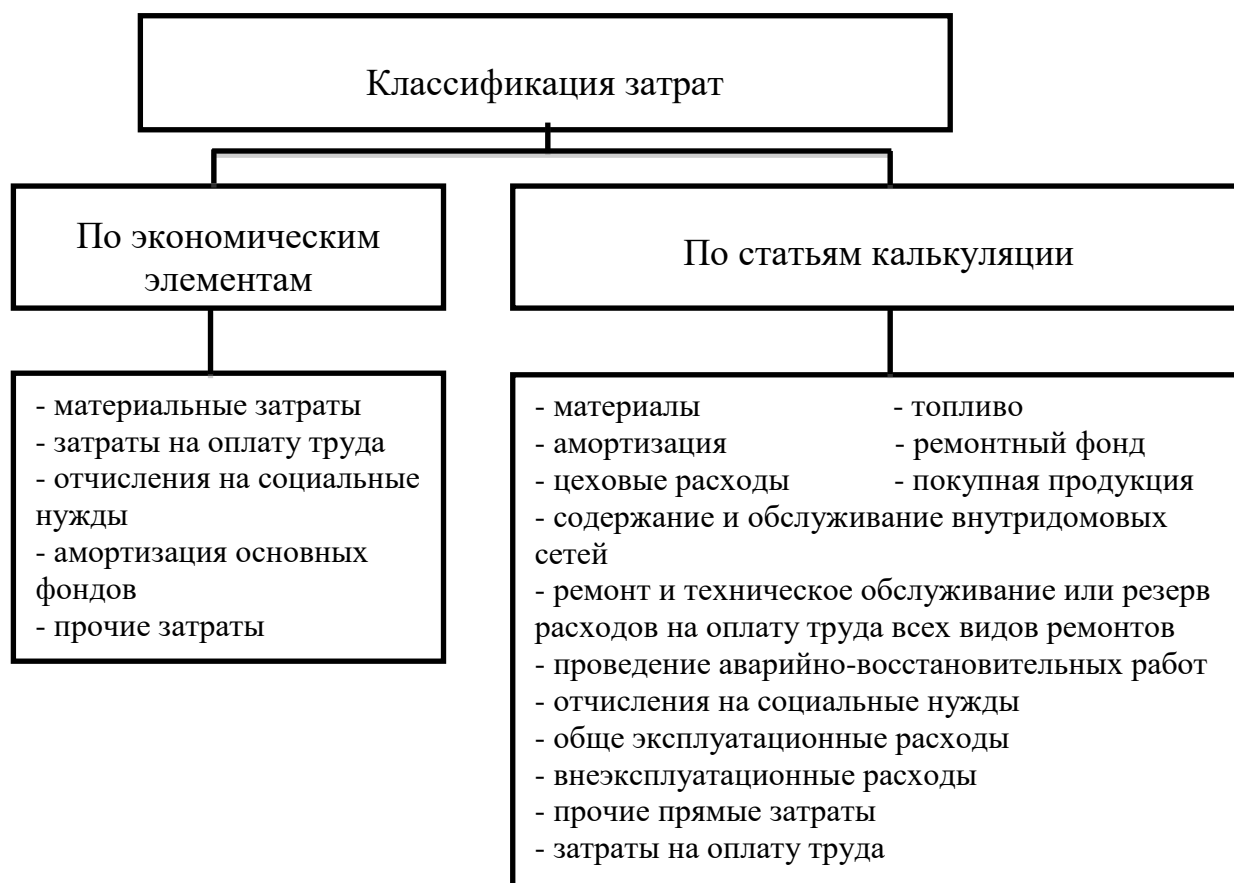 Классификация затрат
По экономическим
элементам
По статьям калькуляции
- материальные затраты
- затраты на оплату труда
- отчисления на социальные
нужды
- амортизация основных
фондов
- прочие затраты
- материалы - топливо
- амортизация - ремонтный фонд
- цеховые расходы - покупная продукция
- содержание и обслуживание внутридомовых
сетей
- ремонт и техническое обслуживание или резерв
расходов на оплату труда всех видов ремонтов
- проведение аварийно-восстановительных работ
- отчисления на социальные нужды
- обще эксплуатационные расходы
- внеэксплуатационные расходы
- прочие прямые затраты
- затраты на оплату труда